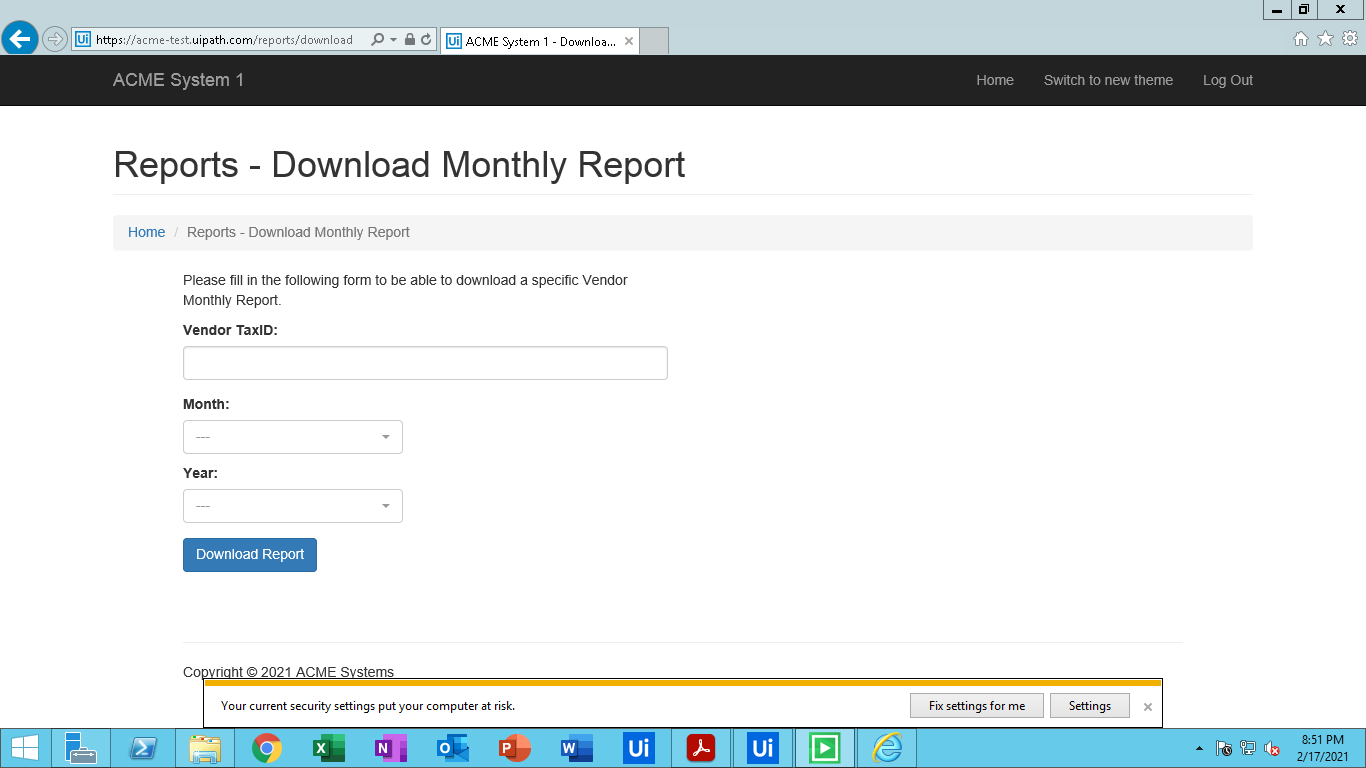 https://acme-test.uipath.com/reports/download
Ui ACME System 1 - Downloa...
ACME System 1
Home
Switch to new theme
Log Out
Reports - Download Monthly Report
Home / Reports - Download Monthly Report
Please fill in the following form to be able to download a specific Vendor
Monthly Report.
Vendor TaxID:
Month:
---
Year:
---
Download Report
Copyright © 2021 ACME Systems
Your current security settings put your computer at risk.
Fix settings for me
Settings
Ui
Ui
8:51 PM
2/17/2021